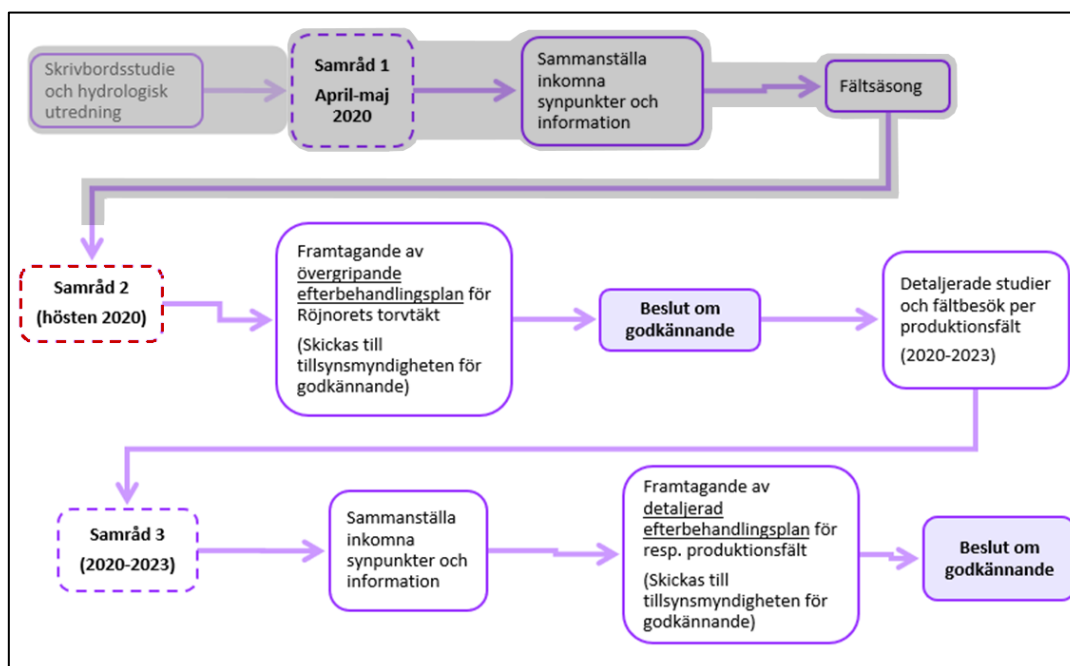 Skrivbordsstudie
och hydrologisk
utredning
Samråd 1
April-maj
2020
Sammanställa
inkomna
synpunkter och
information
Fältsäsong
Samråd 2
(hösten 2020)
Framtagande av
övergripande
efterbehandlingsplan för
Röjnorets torvtäkt
(Skickas till
tillsynsmyndigheten för
godkännande)
Beslut om
godkännande
Detaljerade studier
och fältbesök per
produktionsfält
(2020-2023)
Samråd 3
(2020-2023)
Sammanställa
inkomna
synpunkter och
information
Framtagande av
detaljerad
efterbehandlingsplan för
resp. produktionsfält
(Skickas till
tillsynsmyndigheten för
godkännande)
Beslut om
godkännande